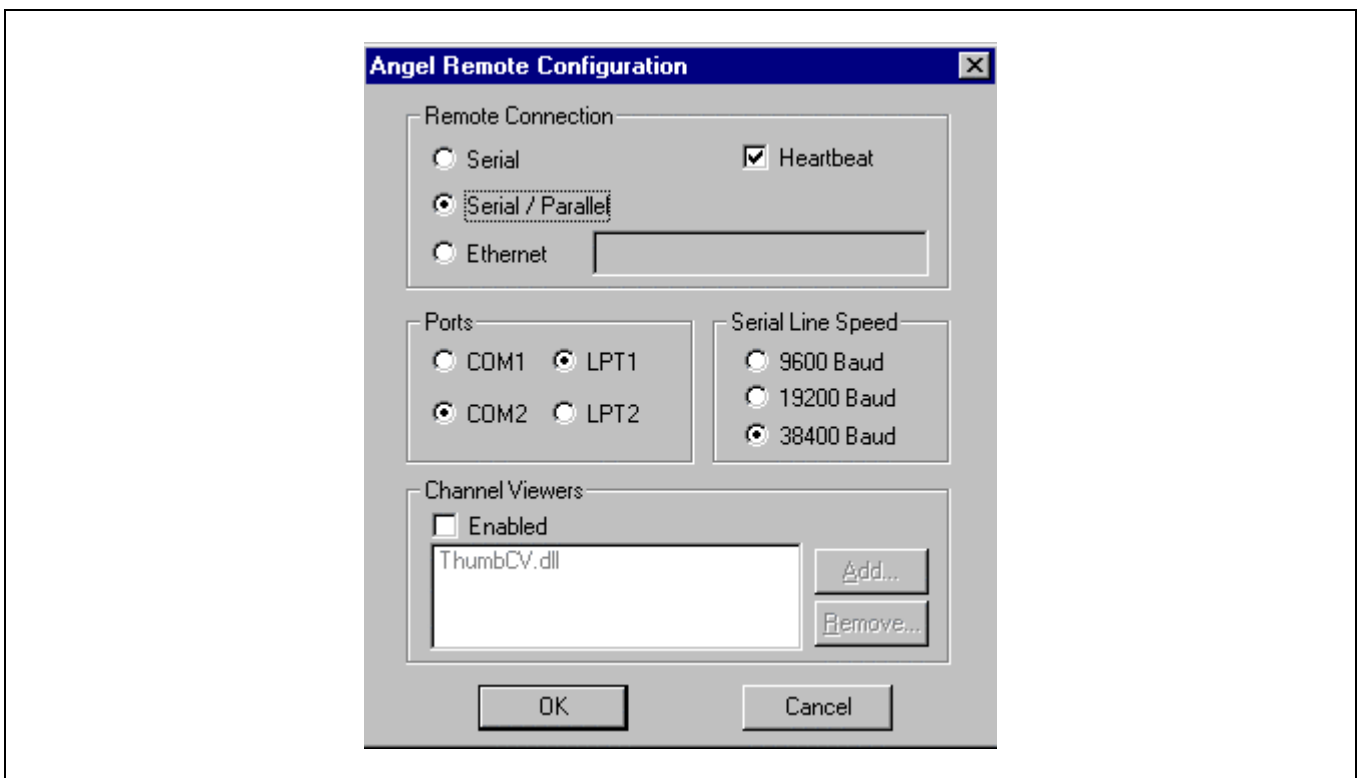 Angel Remote Configuration
Remote Connection
Serial
Heartbeat
Serial / Parallel
Ethernet
Ports
COM1
LPT1
COM2
LPT2
Serial Line Speed
9600 Baud
19200 Baud
38400 Baud
Channel Viewers
Enabled
ThumbCV.dll
Add...
Remove...
OK
Cancel